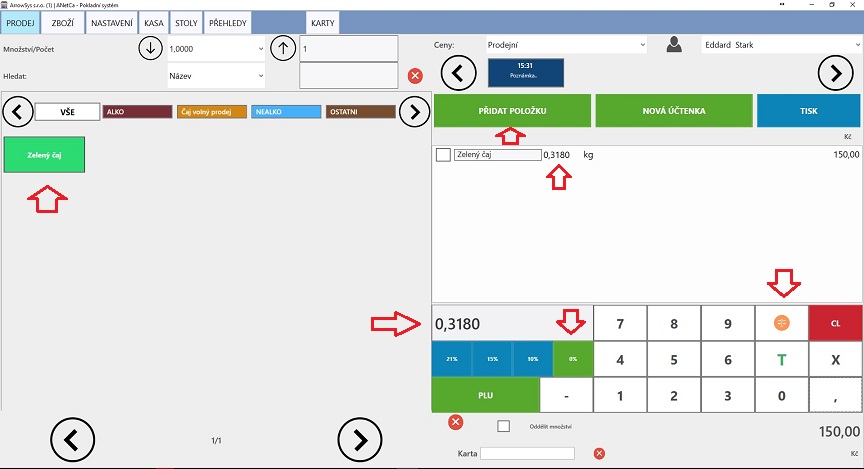 ArrowSys s.r.o. (1) | ANetCa - Pokladní systém
PRODEJ ZBOŽÍ NASTAVENÍ KASA STOLY PŘEHLEDY KARTY
Množství/Počet 1,0000 1 Ceny: Prodejní Eddard Stark
Hledat: Název 15:31
Poznámka..
VŠE ALKO Čaj volný prodej NEALKO OSTATNI PŘIDAT POLOŽKU NOVÁ ÚČTENKA TISK
Kč
Zelený čaj Zelený čaj 0,3180 kg 150,00
0,3180 7 8 9 CL
21% 15% 10% 0% 4 5 6 T X
PLU - 1 2 3 0 ,
1/1 Oddělit množství 150,00
Karta Kč